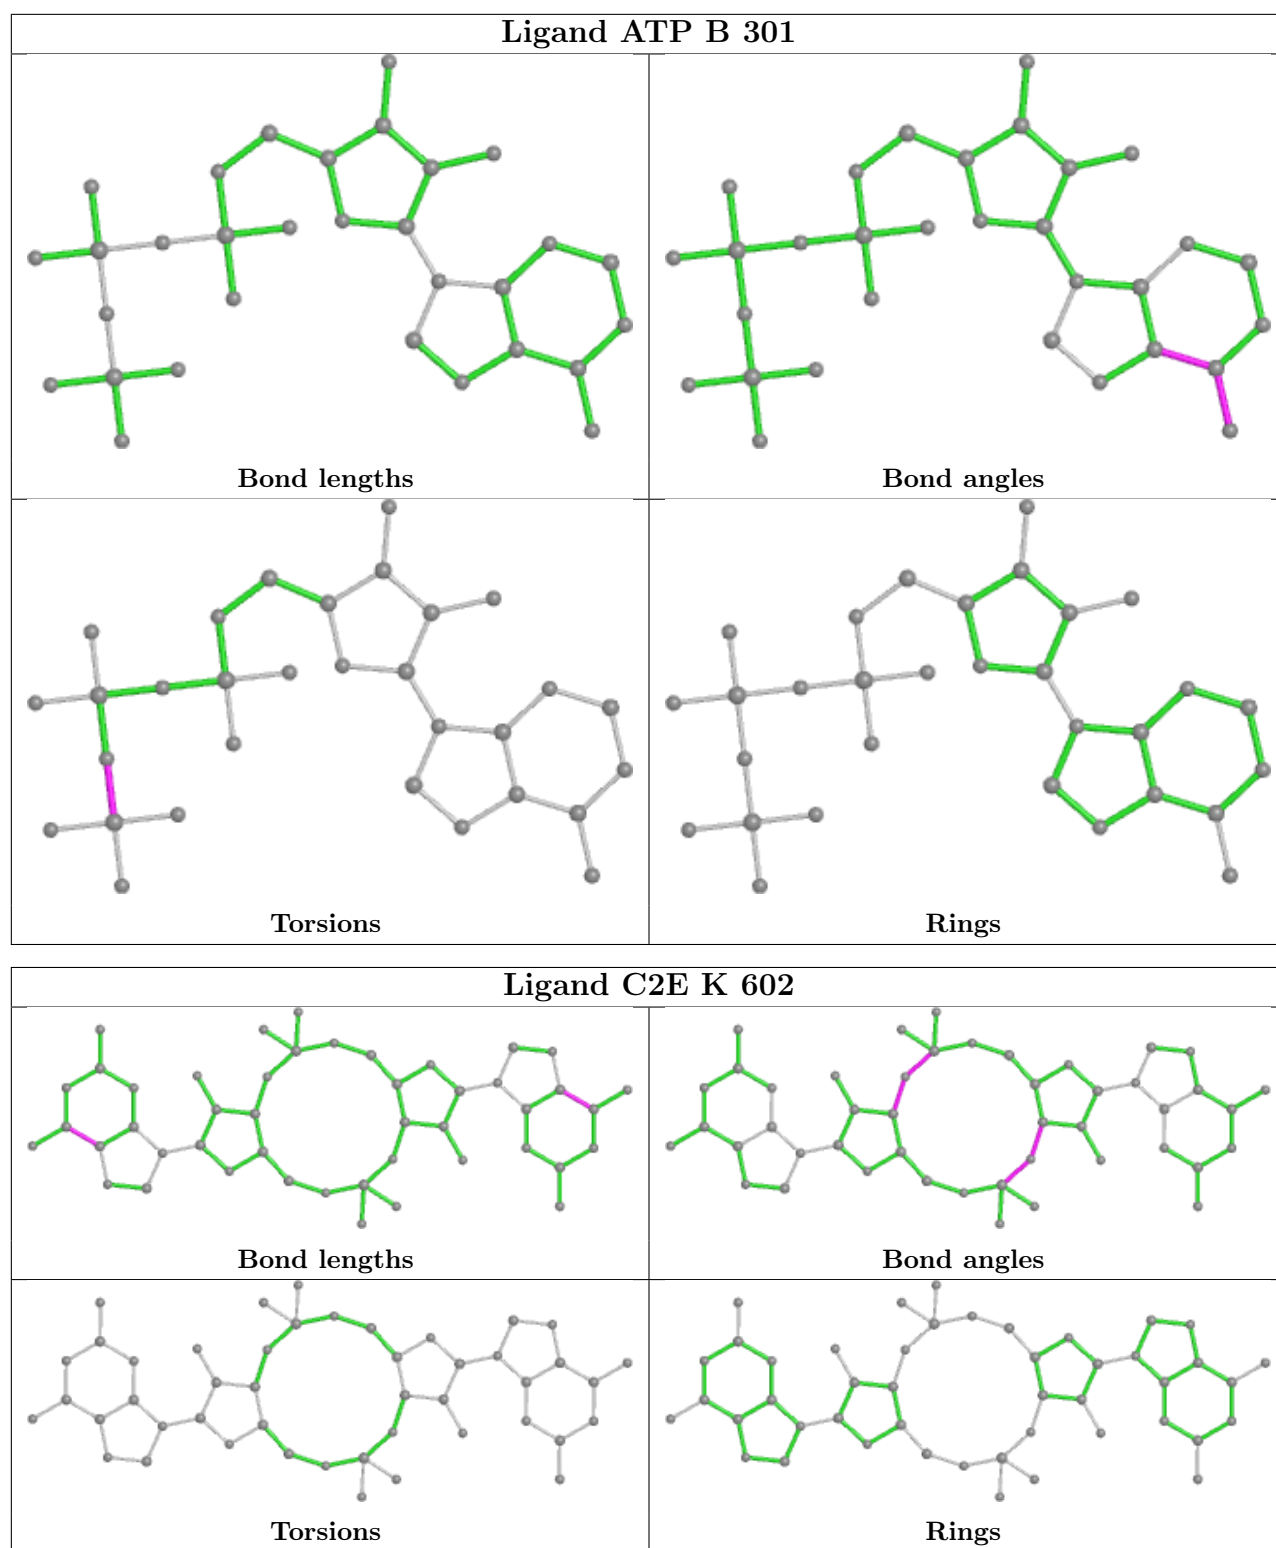 Ligand ATP B 301
Bond lengths
Bond angles
Torsions
Rings
Ligand C2E K 602
Bond lengths
Bond angles
Torsions
Rings